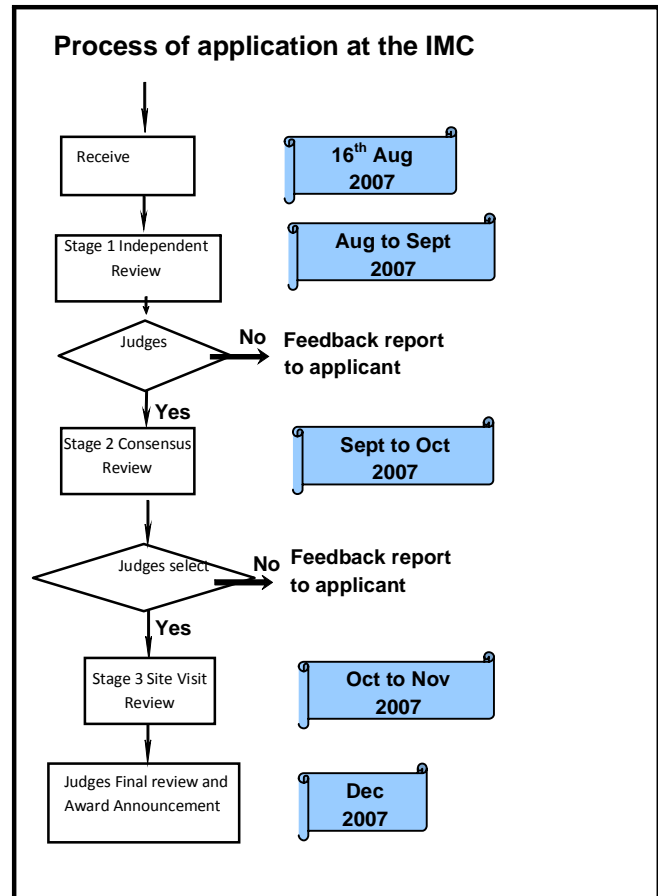 Process of application at the IMC
Receive
16th Aug
2007
Stage 1 Independent
Review
Aug to Sept
2007
Judges
No
Feedback report
to applicant
Yes
Stage 2 Consensus
Review
Sept to Oct
2007
Judges select
No
Feedback report
to applicant
Yes
Stage 3 Site Visit
Review
Oct to Nov
2007
Judges Final review and
Award Announcement
Dec
2007